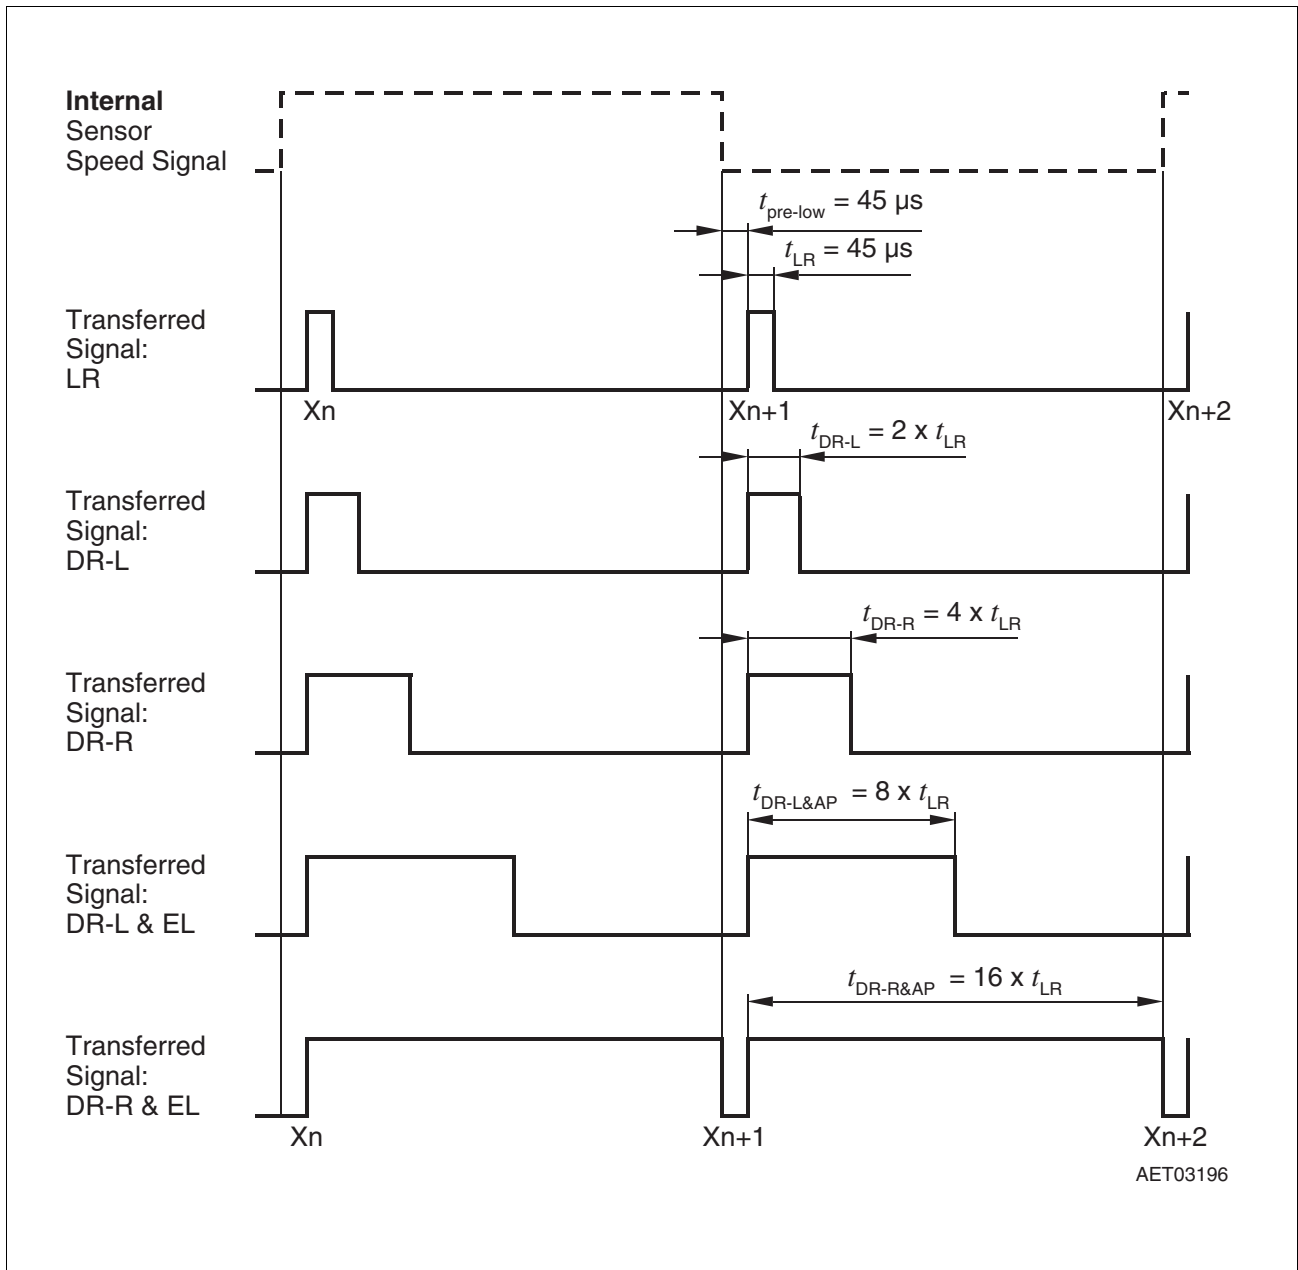 Internal
Sensor
Speed Signal
tpre-low = 45 µs
tLR = 45 µs
Transferred
Signal:
LR
Xn
Xn+1
Xn+2
tDR-L = 2 x tLR
Transferred
Signal:
DR-L
tDR-R = 4 x tLR
Transferred
Signal:
DR-R
tDR-L&AP = 8 x tLR
Transferred
Signal:
DR-L & EL
tDR-R&AP = 16 x tLR
Transferred
Signal:
DR-R & EL
Xn
Xn+1
Xn+2
AET03196